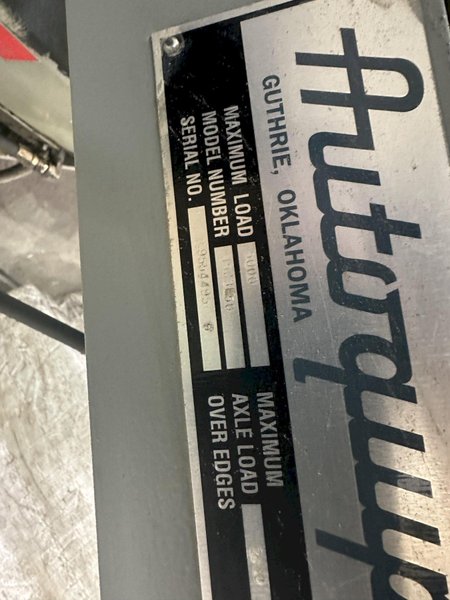 Autoquip
GUTHRIE, OKLAHOMA
MAXIMUM LOAD
MODEL NUMBER
SERIAL NO.
MAXIMUM
AXLE LOAD
OVER EDGES